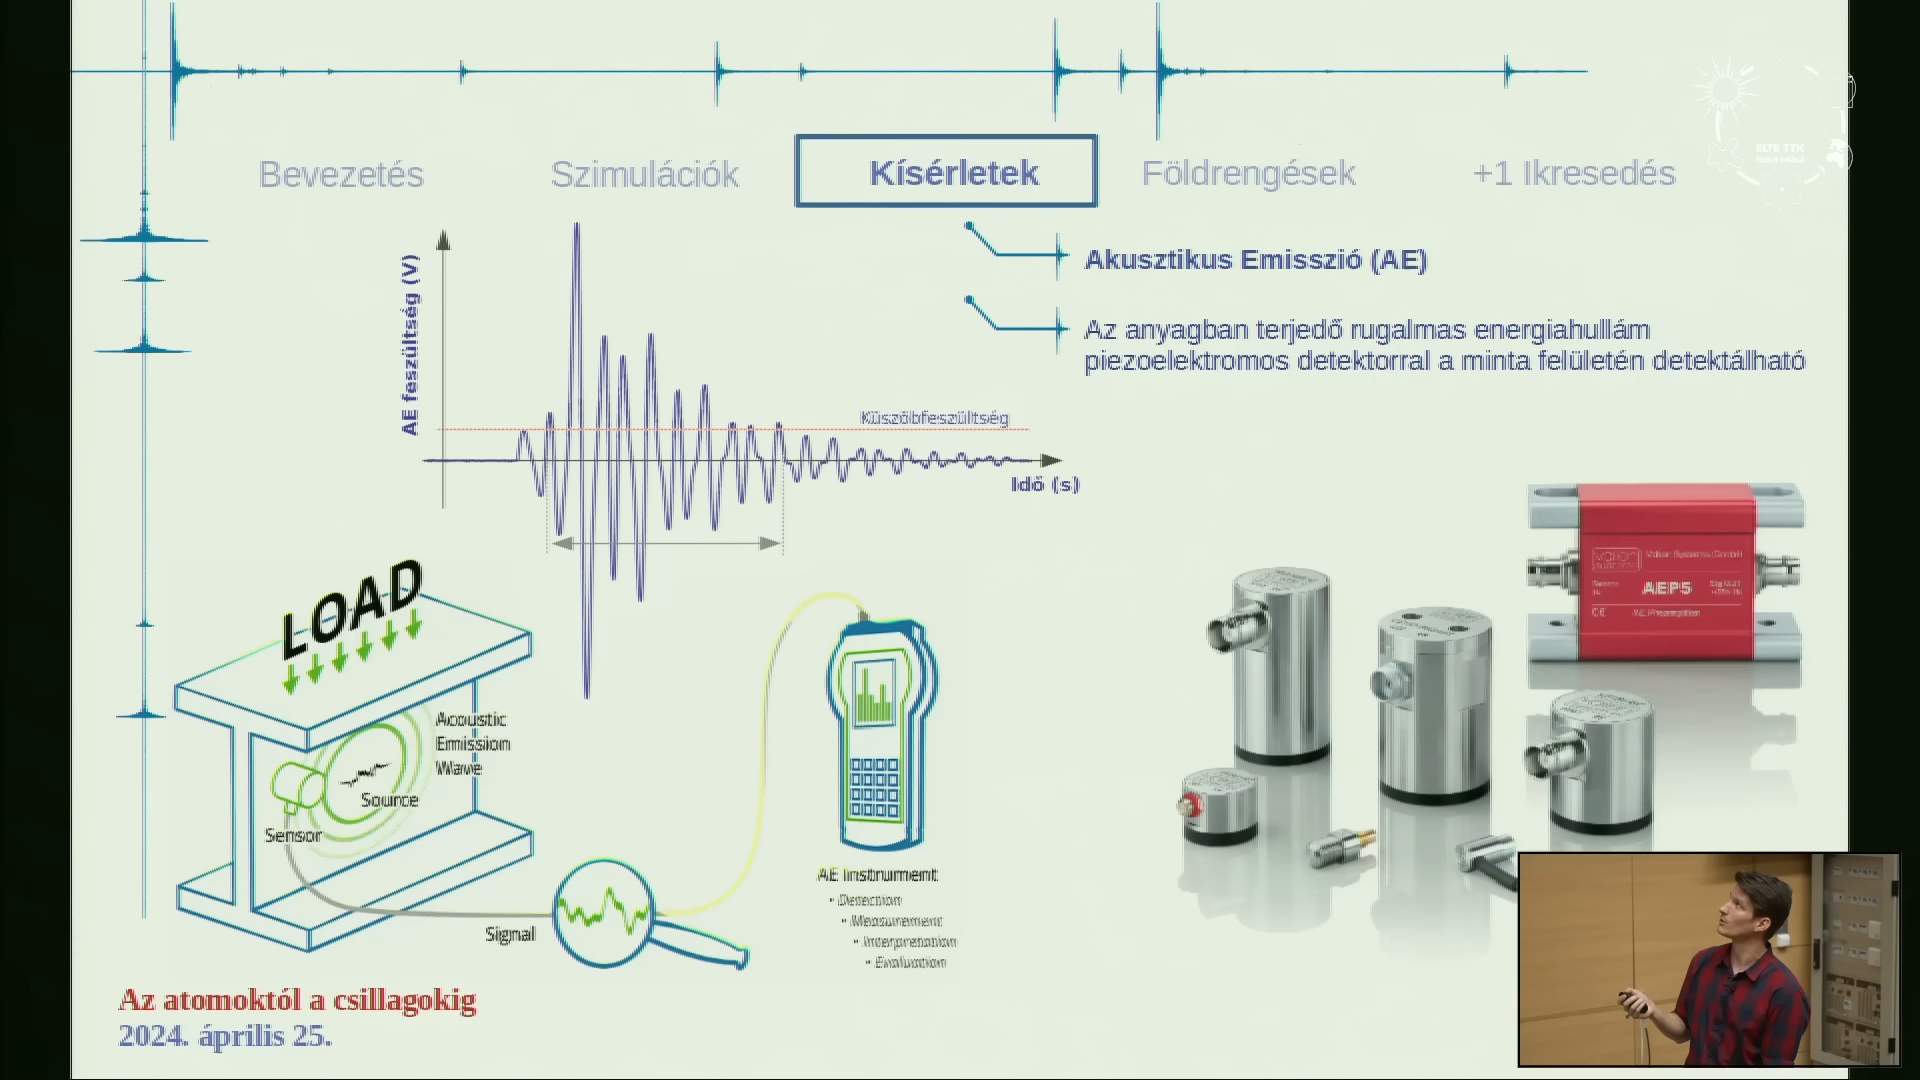 ELTE TTK
Bevezetés
Szimulációk
Kísérletek
Földrengések
+1 Ikresedés
AE feszültség (V)
Küszöbfeszültség
Idő (s)
Akusztikus Emisszió (AE)
Az anyagban terjedő rugalmas energiahullám
piezoelektromos detektorral a minta felületén detektálható
LOAD
Acoustic
Emission
Wave
Source
Sensor
Signal
AE Instrument
- Detection
- Measurement
- Interpretation
- Evaluation
AEP5
Az atomoktól a csillagokig
2024. április 25.